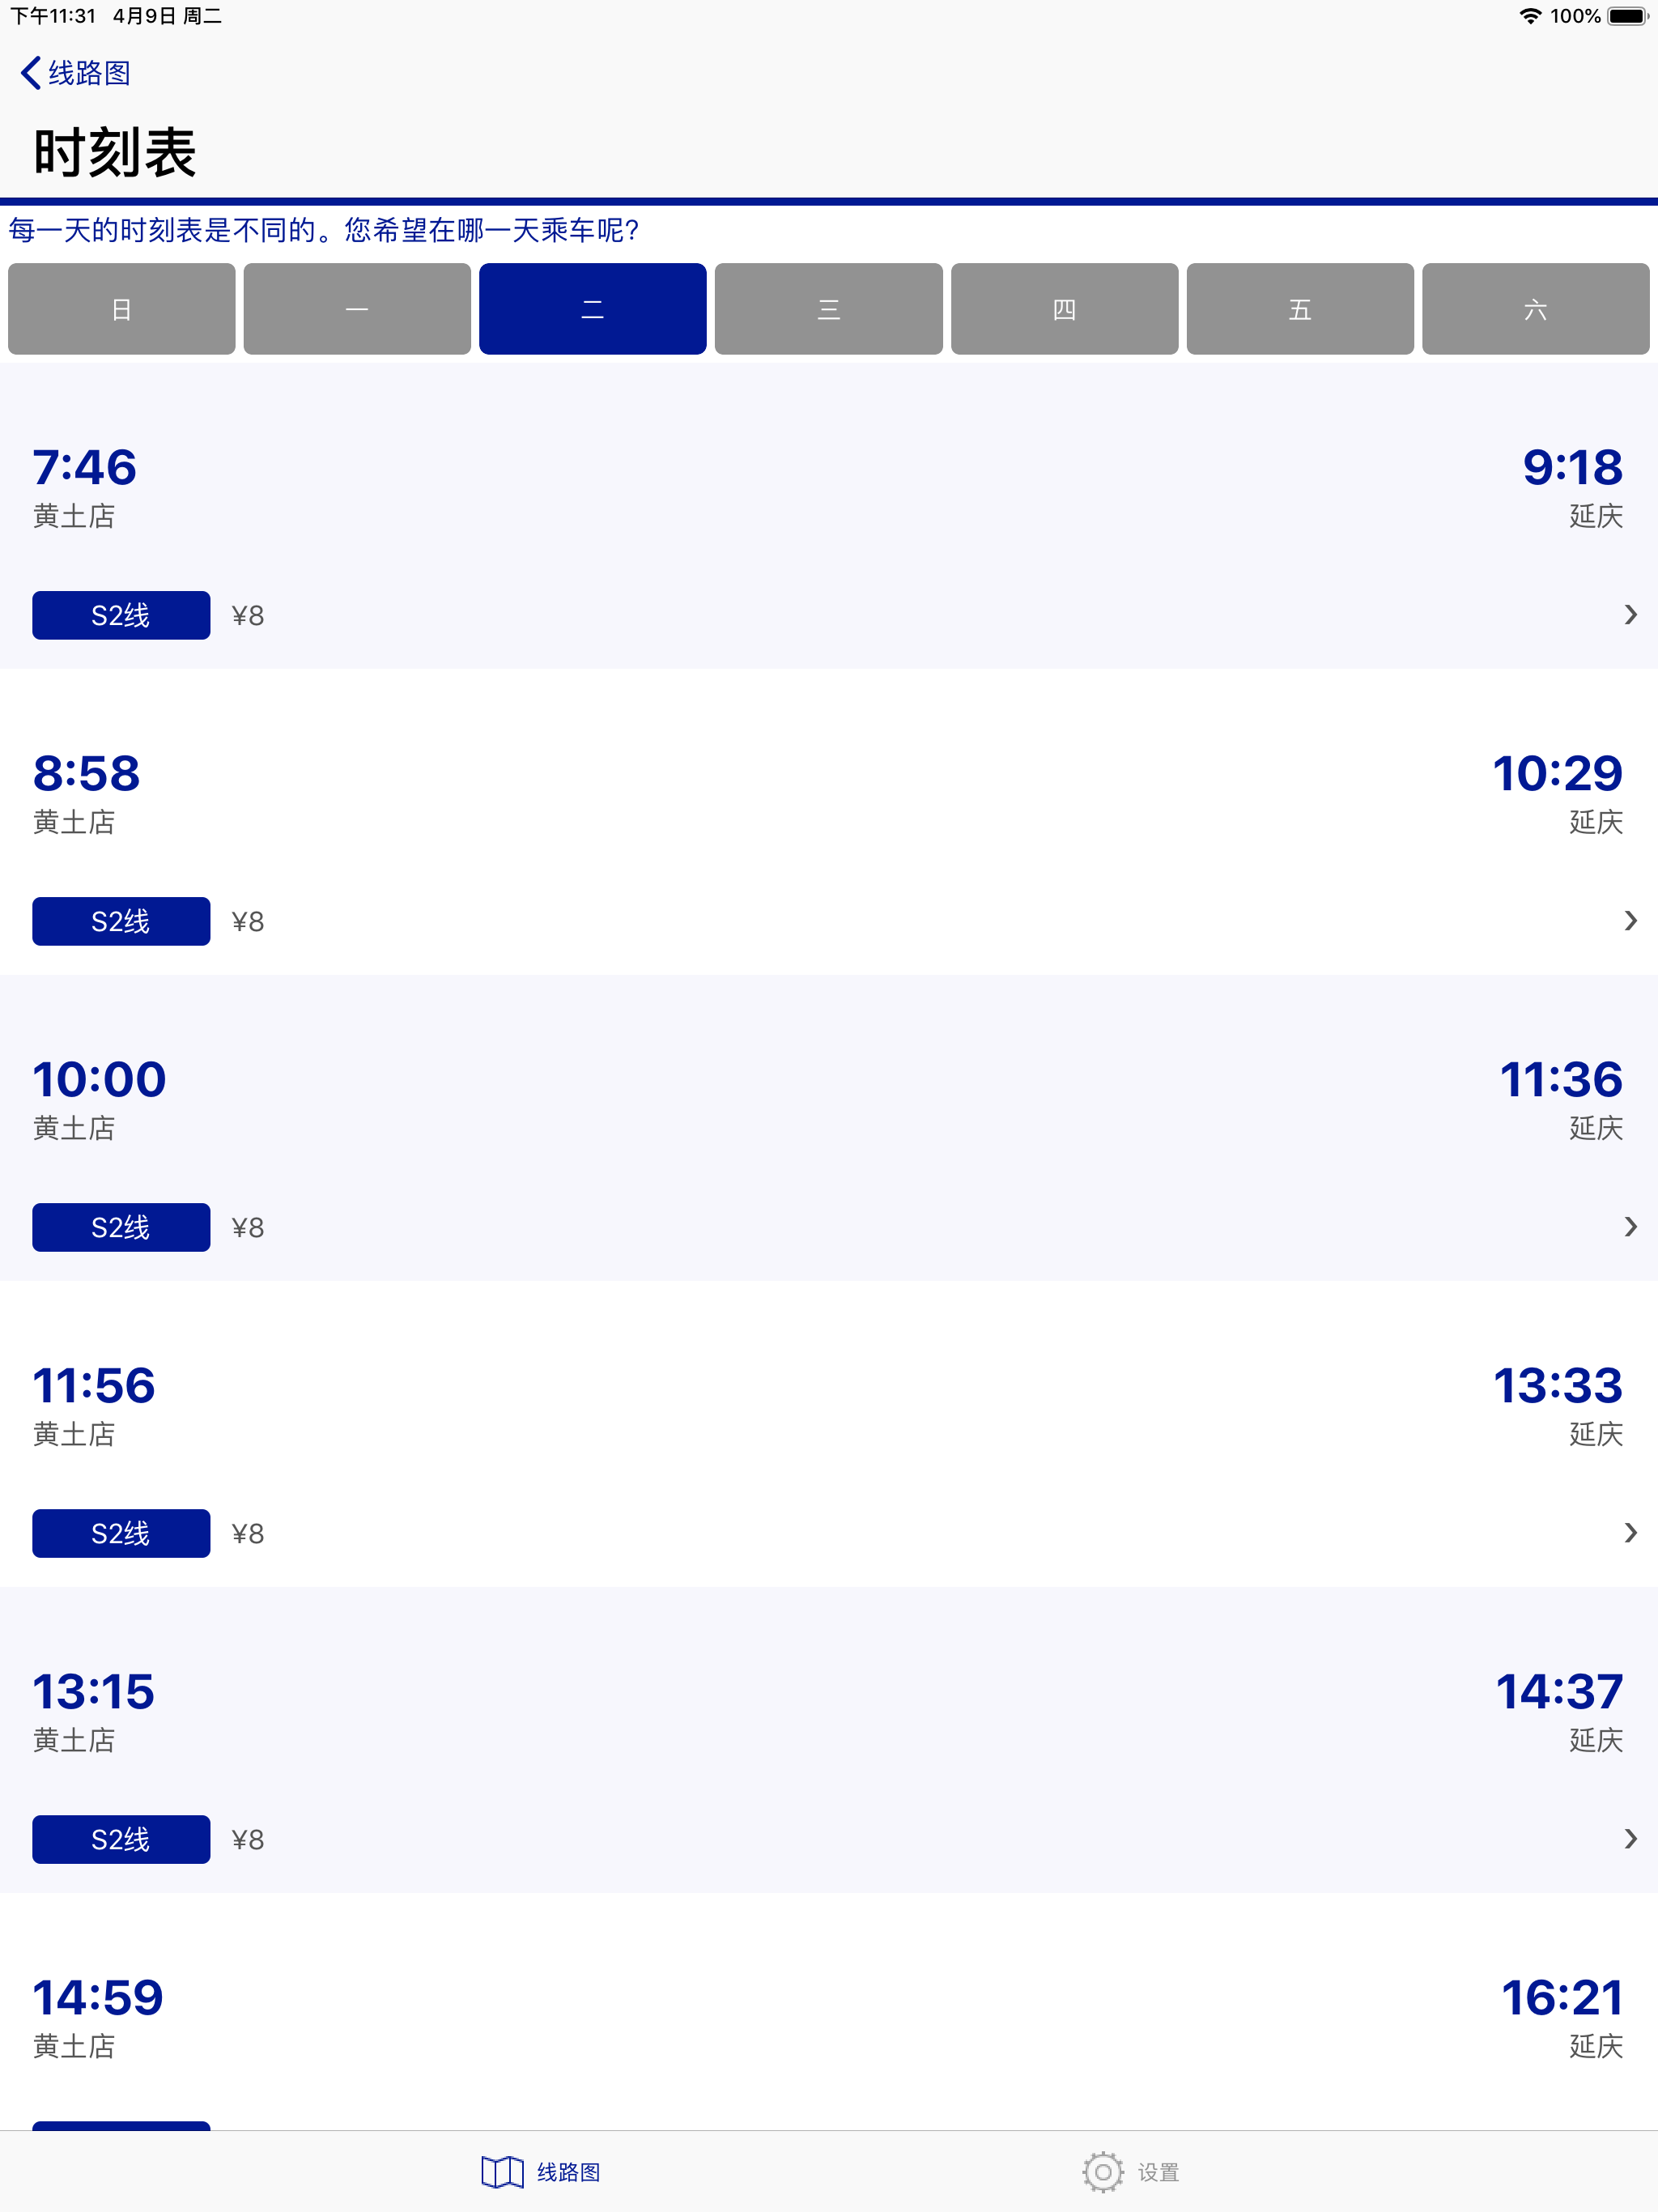 下午11:31 4月9日 周二 100%
线路图
时刻表
每一天的时刻表是不同的。您希望在哪一天乘车呢?
日 一 二 三 四 五 六
7:46 9:18
黄土店 延庆
S2线 ¥8
8:58 10:29
黄土店 延庆
S2线 ¥8
10:00 11:36
黄土店 延庆
S2线 ¥8
11:56 13:33
黄土店 延庆
S2线 ¥8
13:15 14:37
黄土店 延庆
S2线 ¥8
14:59 16:21
黄土店 延庆
线路图 设置